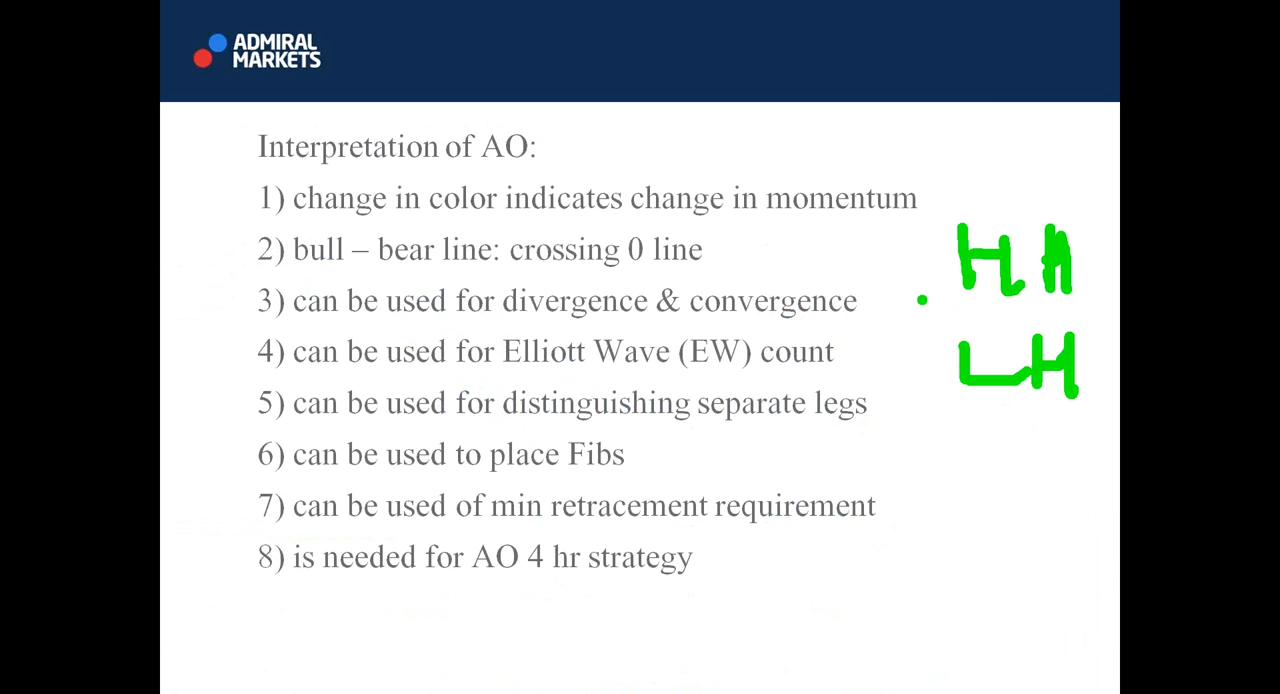 ADMIRAL
MARKETS
Interpretation of AO:
1) change in color indicates change in momentum
2) bull – bear line: crossing 0 line
3) can be used for divergence & convergence
4) can be used for Elliott Wave (EW) count
5) can be used for distinguishing separate legs
6) can be used to place Fibs
7) can be used of min retracement requirement
8) is needed for AO 4 hr strategy
LH